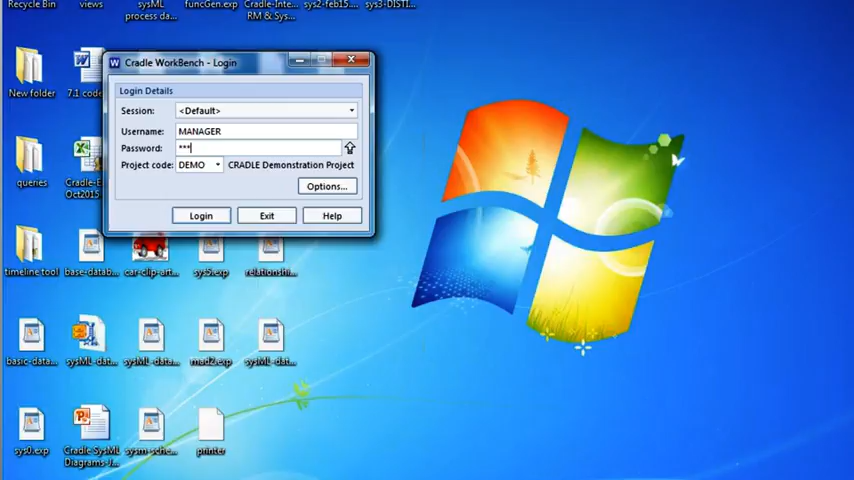 Recycle Bin
views
sysML
process da...
funcGen.exp
Cradle-Inte...
RM & Sys...
sys2-feb15....
sys3-DISTI...
Cradle WorkBench - Login
Login Details
Session: <Default>
Username: MANAGER
Password: ***
Project code: DEMO CRADLE Demonstration Project
Options...
Login Exit Help
New folder
7.1 code
queries
Cradle-E
Oct2015
timeline tool
base-datab...
car-clip-art...
sys5.exp
relationshi...
basic-data...
sysML-dat...
sysML-data...
mad2.exp
sysML-dat...
sys0.exp
Cradle SysML
Diagrams-J...
sysm-sche...
printer